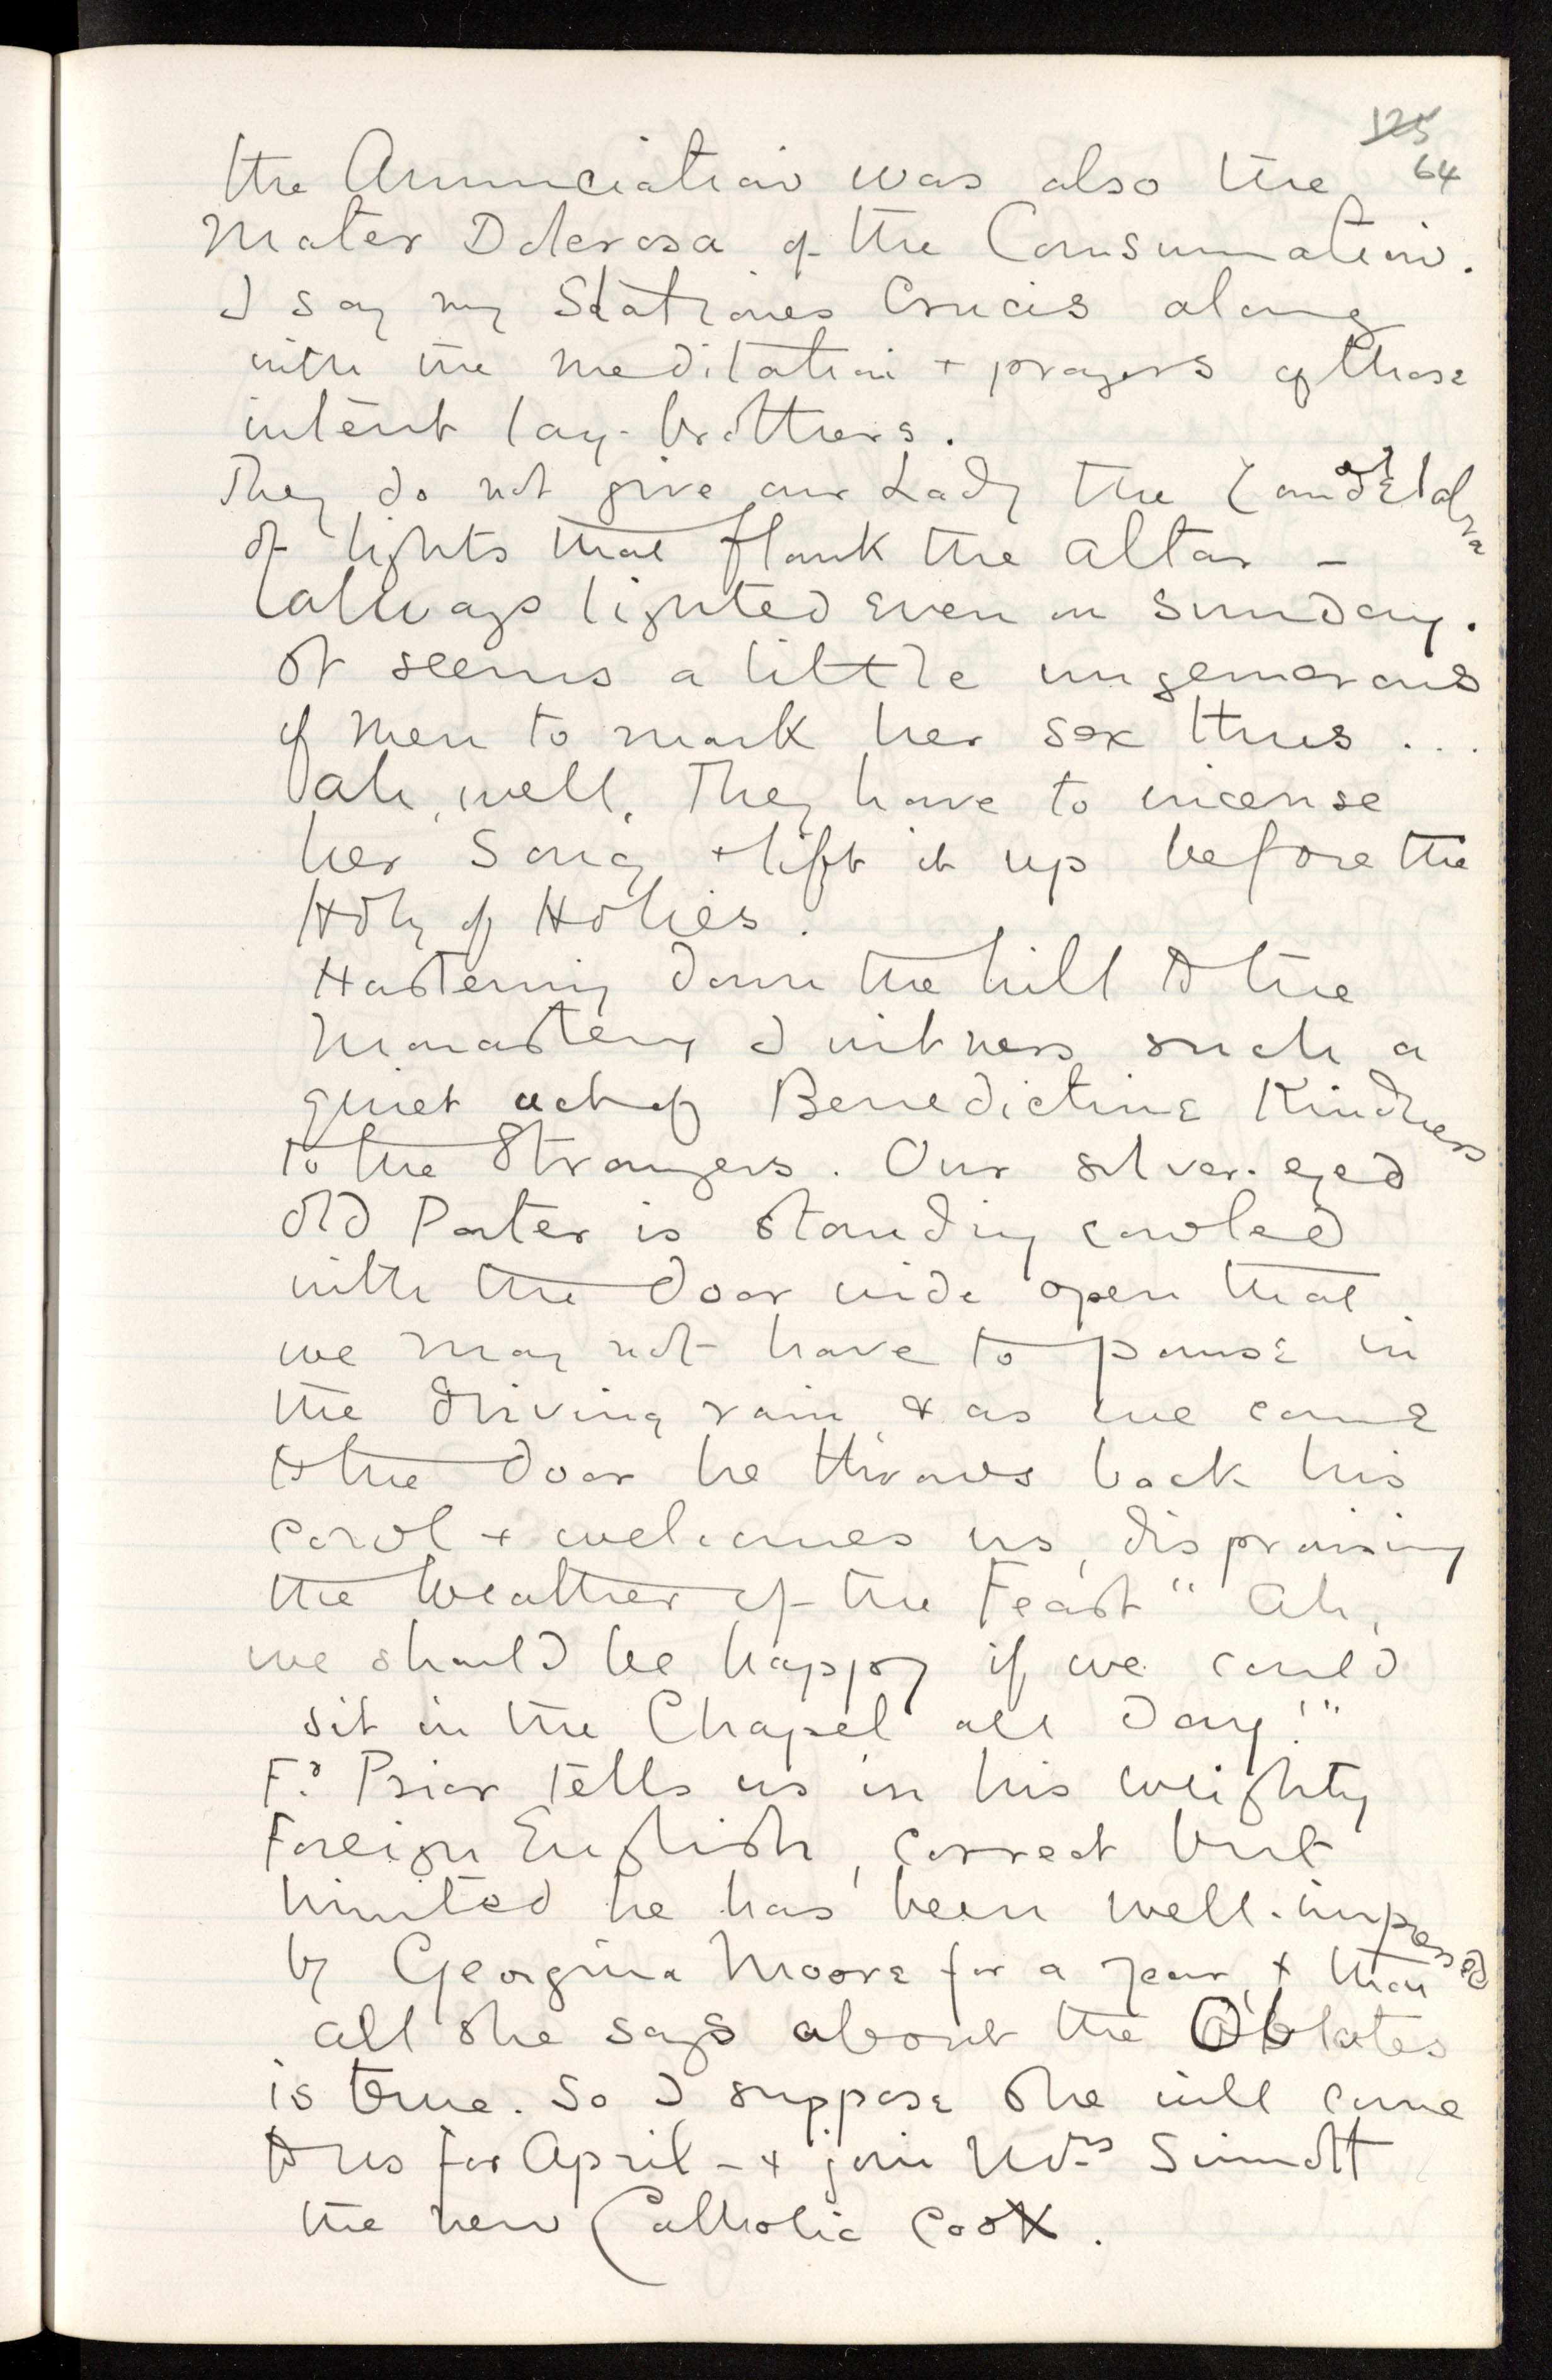 125
64
the Annunciation was also the
Mater Dolorosa of the Consummation.
I say my Stationes Crucis along
with the meditation + prayers of those
intent lay-brothers.
They do not give our Lady the Candelabra
of lights that flank the altar –
always lighted even on Sunday.
It seems a little ungenerous
of men to mark her sex thus . . .
ah, well, They have to incense
her Song + lift it up before the
Holy of Holies.
Hastening down the hill to the
Monastery I witness such a
quiet act of Benedictine Kindness
to the Strangers. Our silver-eyed
old Porter is standing cowled
with the door wide open that
we may not have to pause in
the driving rain, & as we come
to the door he throws back his
cowl + welcomes us, dispraising
the Weather of the Feast "Ah,
we should be happy if we could
sit in the Chapel all day!"
Fr Prior tells us in his weighty
Foreign English, correct but
limited he has been well-impressed
by Georgina Moore for a year, + that
all she says about the Oblates
is true. So I suppose she will come
to us for April – + join Mrs Sinnott
the new Catholic Cook.